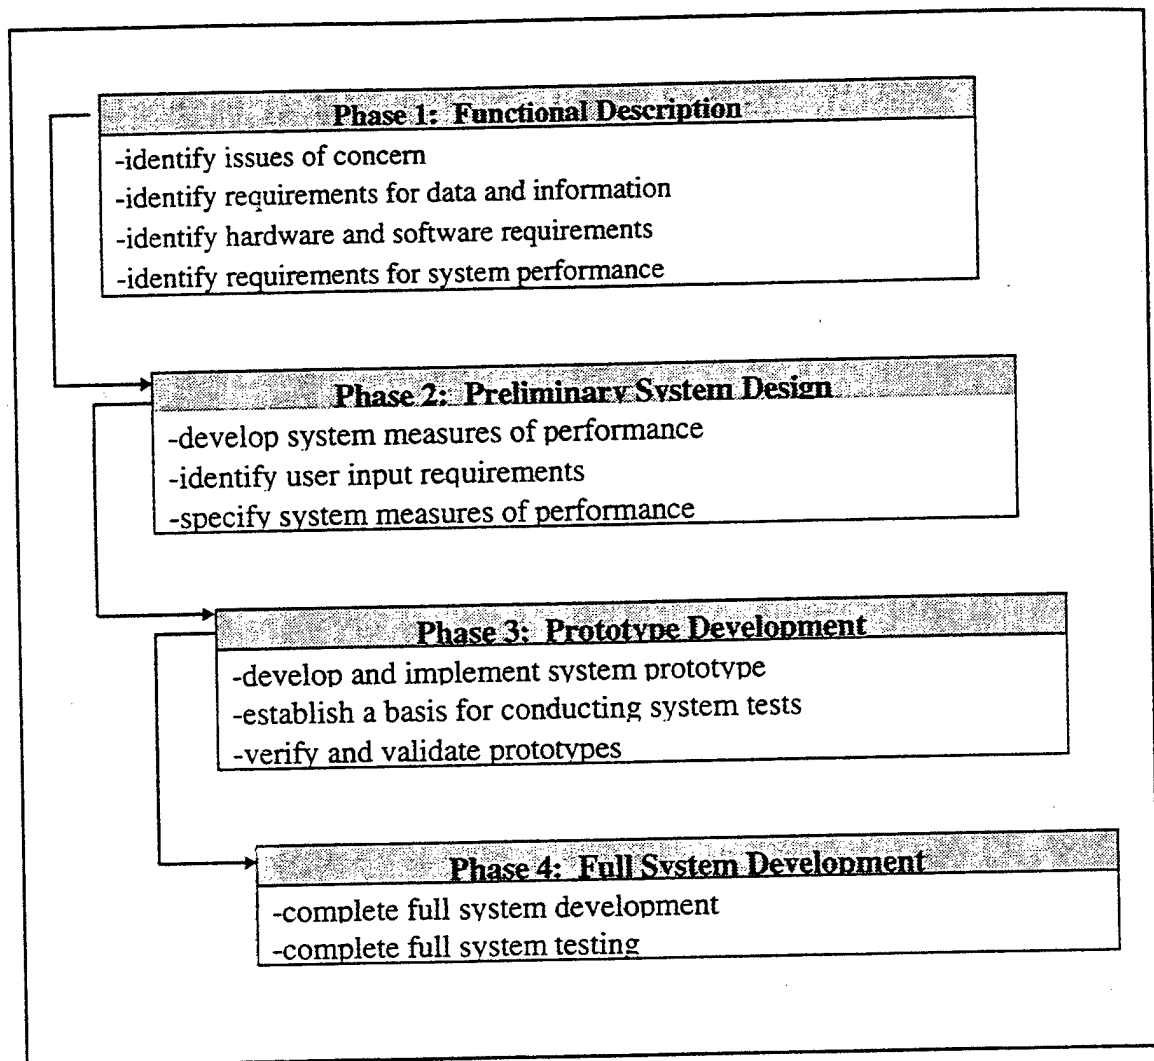 Phase 1: Functional Description
-identify issues of concern
-identify requirements for data and information
-identify hardware and software requirements
-identify requirements for system performance
Phase 2: Preliminary System Design
-develop system measures of performance
-identify user input requirements
-specify system measures of performance
Phase 3: Prototype Development
-develop and implement system prototype
-establish a basis for conducting system tests
-verify and validate prototypes
Phase 4: Full System Development
-complete full system development
-complete full system testing